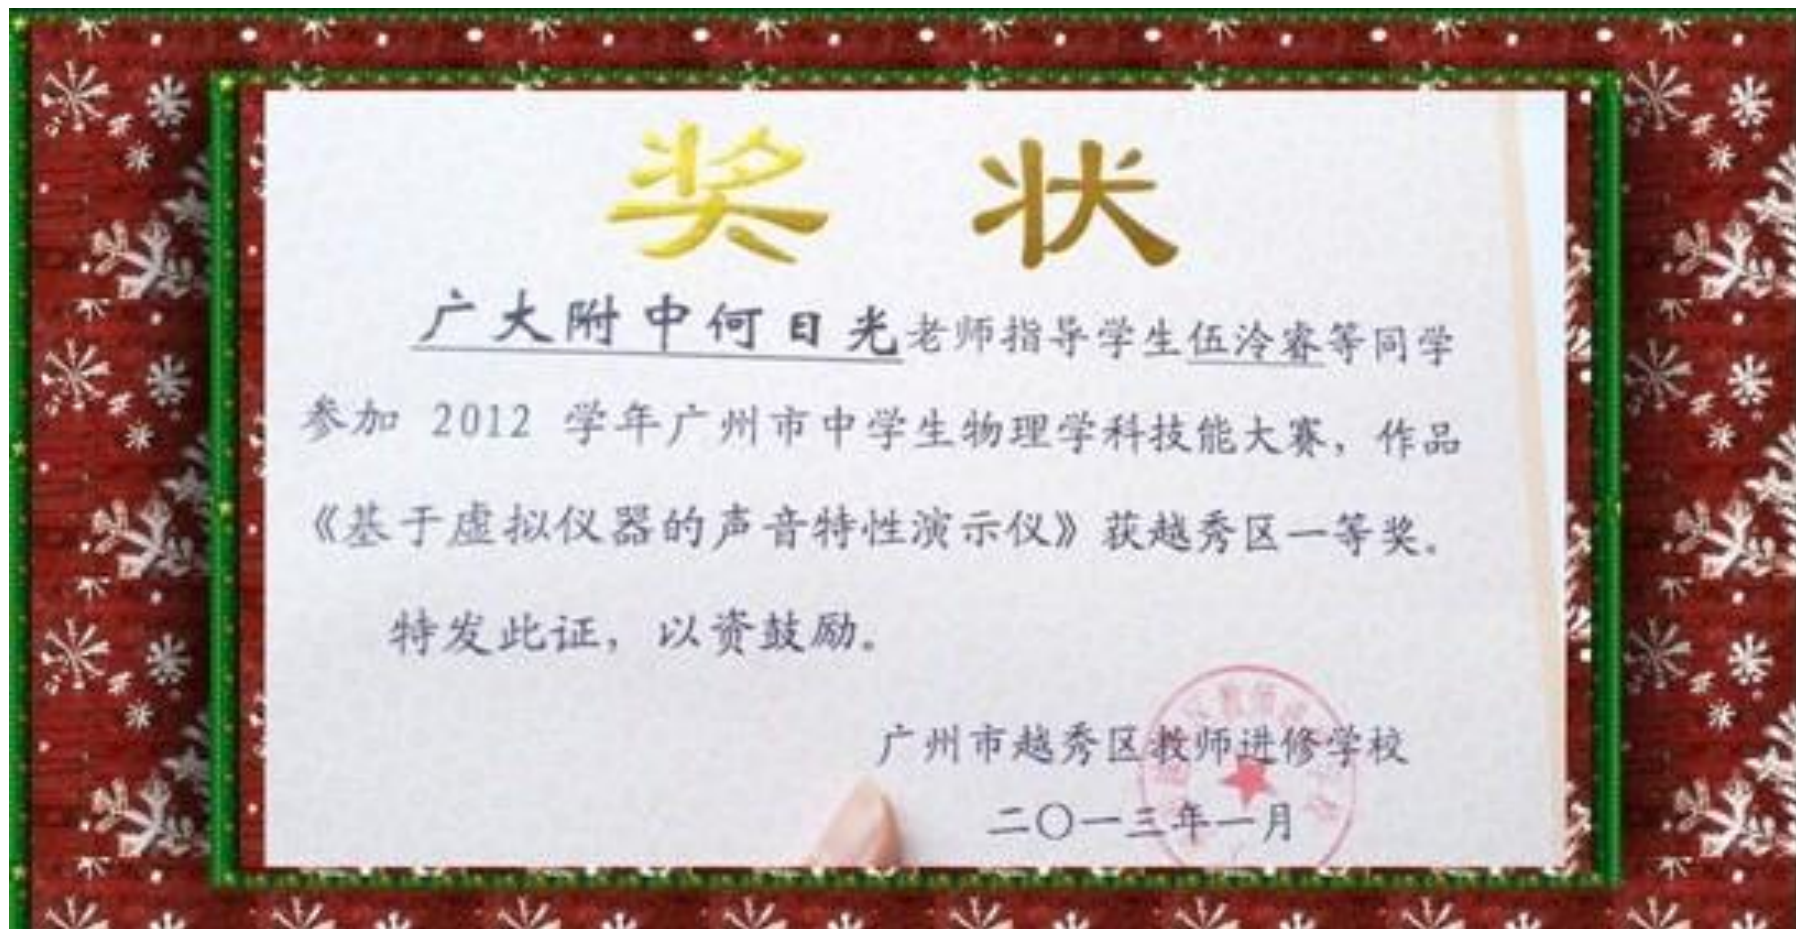 奖 状
广大附中何日光老师指导学生伍泠睿等同学
参加 2012 学年广州市中学生物理学科技能大赛，作品
《基于虚拟仪器的声音特性演示仪》获越秀区一等奖。
特发此证，以资鼓励。
广州市越秀区教师进修学校
二〇一三年一月